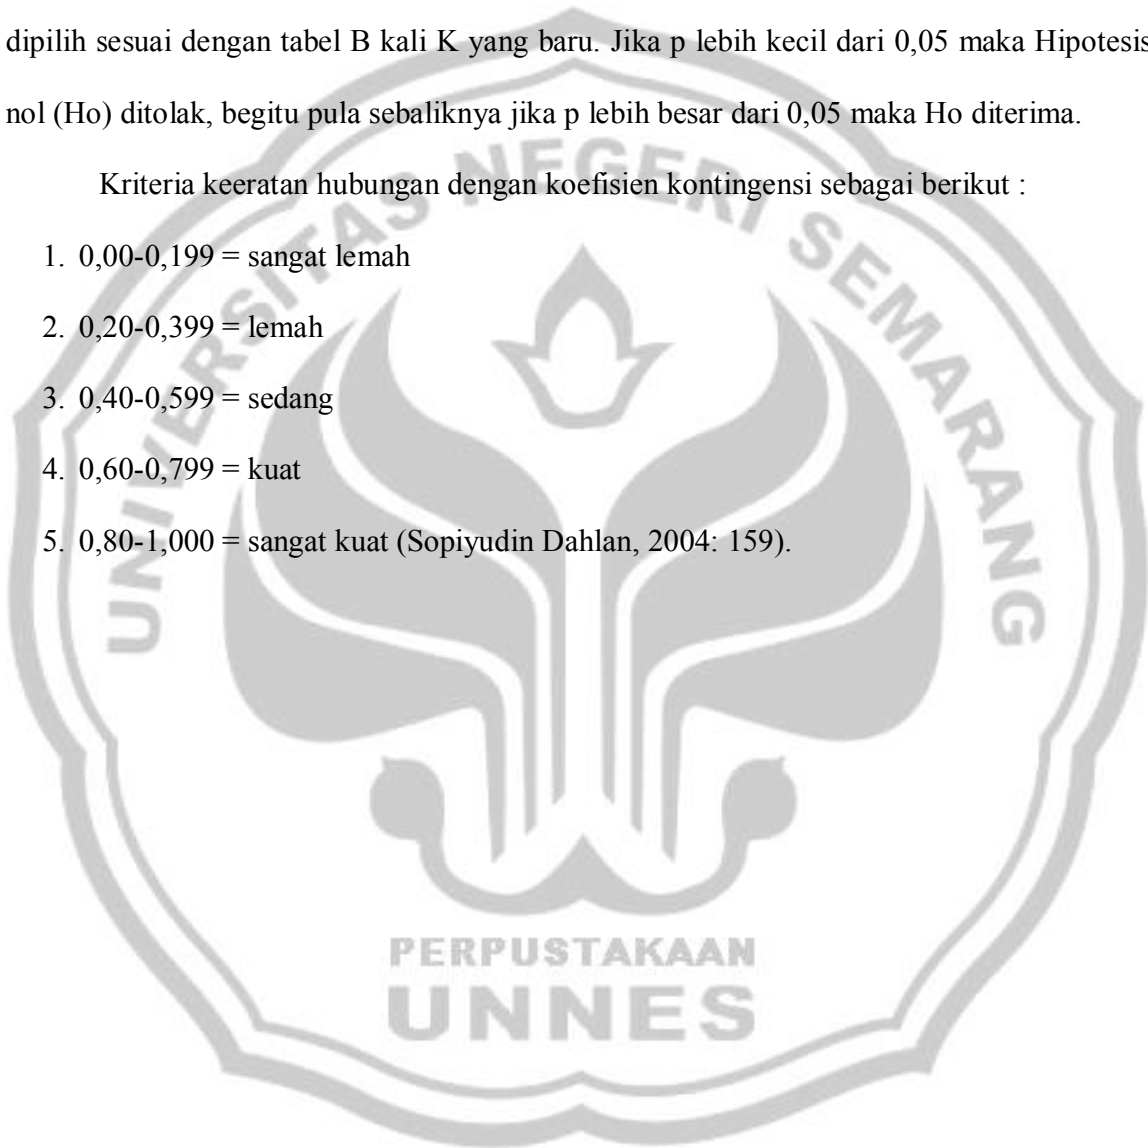 dipilih sesuai dengan tabel B kali K yang baru. Jika p lebih kecil dari 0,05 maka Hipotesis
nol (Ho) ditolak, begitu pula sebaliknya jika p lebih besar dari 0,05 maka Ho diterima.
Kriteria keeratan hubungan dengan koefisien kontingensi sebagai berikut :
1. 0,00-0,199 = sangat lemah
2. 0,20-0,399 = lemah
3. 0,40-0,599 = sedang
4. 0,60-0,799 = kuat
5. 0,80-1,000 = sangat kuat (Sopiyudin Dahlan, 2004: 159).
UNIVERSITAS NEGERI SEMARANG
PERPUSTAKAAN
UNNES